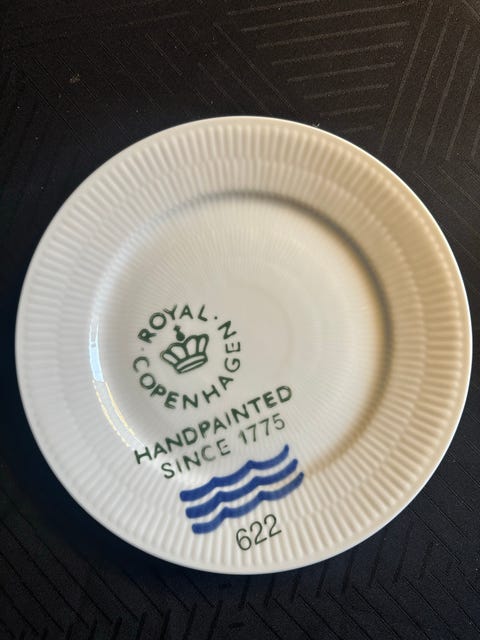 ROYAL
COPENHAGEN
HANDPAINTED
SINCE 1775
622